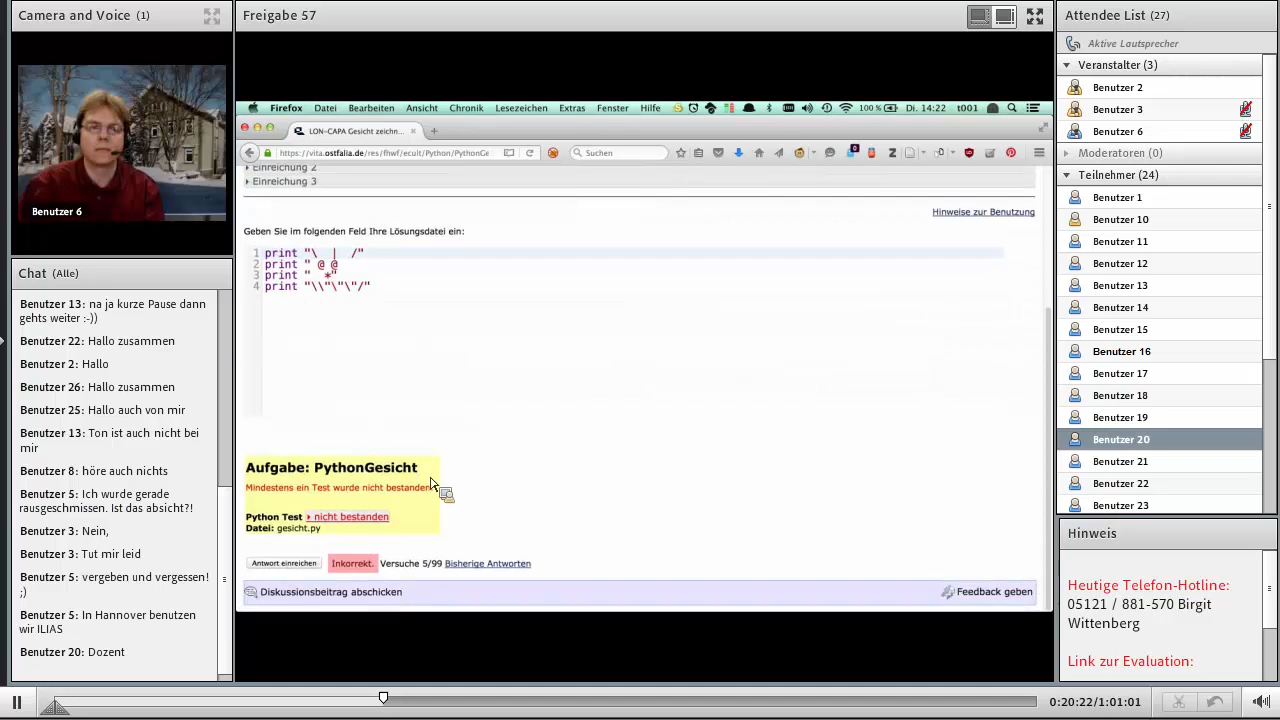 Camera and Voice (1)
Benutzer 6
Chat (Alle)
Benutzer 13: na ja kurze Pause dann
gehts weiter :-))
Benutzer 22: Hallo zusammen
Benutzer 2: Hallo
Benutzer 26: Hallo zusammen
Benutzer 25: Hallo auch von mir
Benutzer 13: Ton ist auch nicht bei
mir
Benutzer 8: höre auch nichts
Benutzer 5: Ich wurde gerade
rausgeschmissen. Ist das absicht?!
Benutzer 3: Nein,
Benutzer 3: Tut mir leid
Benutzer 5: vergeben und vergessen!
;)
Benutzer 5: In Hannover benutzen
wir ILIAS
Benutzer 20: Dozent
Freigabe 57
Firefox Datei Bearbeiten Ansicht Chronik Lesezeichen Extras Fenster Hilfe 100 % Di. 14:22 t001
LON-CAPA Gesicht zeichn...
https://vita.ostfalia.de/res/fhwf/ecult/Python/PythonGe
Suchen
0
Einreichung 2
Einreichung 3
Hinweise zur Benutzung
Geben Sie im folgenden Feld Ihre Lösungsdatei ein:
1 print "\  |  /"
2 print " @ @
3 print "  *"
4 print "\\"\"\"/"
Aufgabe: PythonGesicht
Mindestens ein Test wurde nicht bestanden
Python Test nicht bestanden
Datei: gesicht.py
Antwort einreichen Inkorrekt. Versuche 5/99 Bisherige Antworten
Diskussionsbeitrag abschicken
Feedback geben
Attendee List (27)
Aktive Lautsprecher
Veranstalter (3)
Benutzer 2
Benutzer 3
Benutzer 6
Moderatoren (0)
Teilnehmer (24)
Benutzer 1
Benutzer 10
Benutzer 11
Benutzer 12
Benutzer 13
Benutzer 14
Benutzer 15
Benutzer 16
Benutzer 17
Benutzer 18
Benutzer 19
Benutzer 20
Benutzer 21
Benutzer 22
Benutzer 23
Hinweis
Heutige Telefon-Hotline:
05121 / 881-570 Birgit
Wittenberg
Link zur Evaluation:
0:20:22/1:01:01